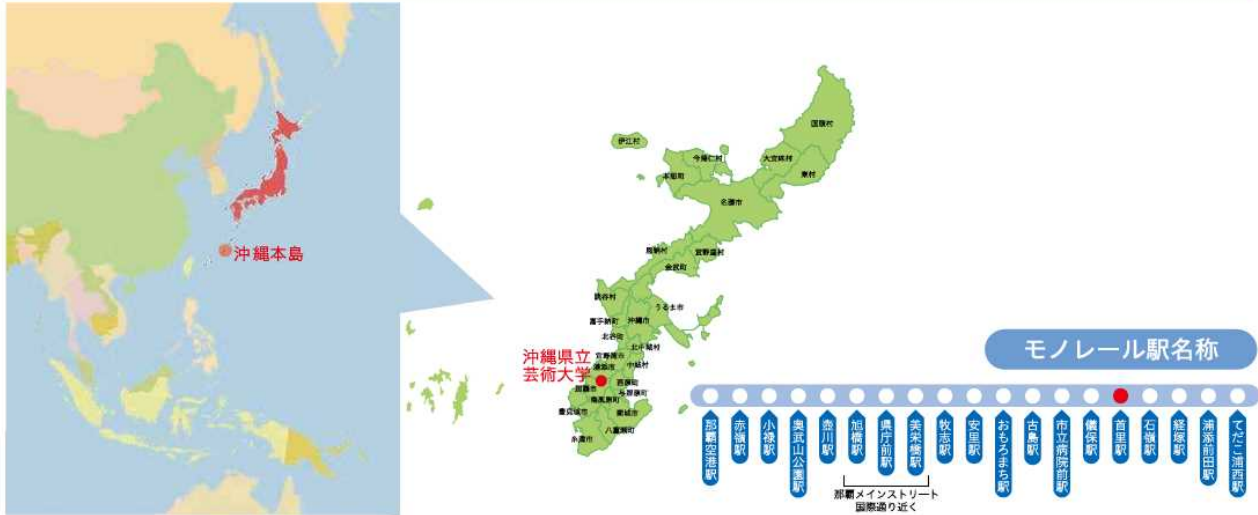 沖縄本島
国頭村
伊江村
今帰仁村
大宜味村
本部町
東村
名護市
恩納村
宜野座村
金武町
読谷村
うるま市
嘉手納町
沖縄市
北谷町
北中城村
宜野湾市
中城村
浦添市
沖縄県立
芸術大学
那覇市
西原町
与那原町
南風原町
豊見城市
南城市
八重瀬町
糸満市
モノレール駅名称
那覇空港駅
赤嶺駅
小禄駅
奥武山公園駅
壺川駅
旭橋駅
県庁前駅
美栄橋駅
牧志駅
安里駅
おもろまち駅
古島駅
市立病院前駅
儀保駅
首里駅
石嶺駅
経塚駅
浦添前田駅
てだこ浦西駅
那覇メインストリート
国際通り近く